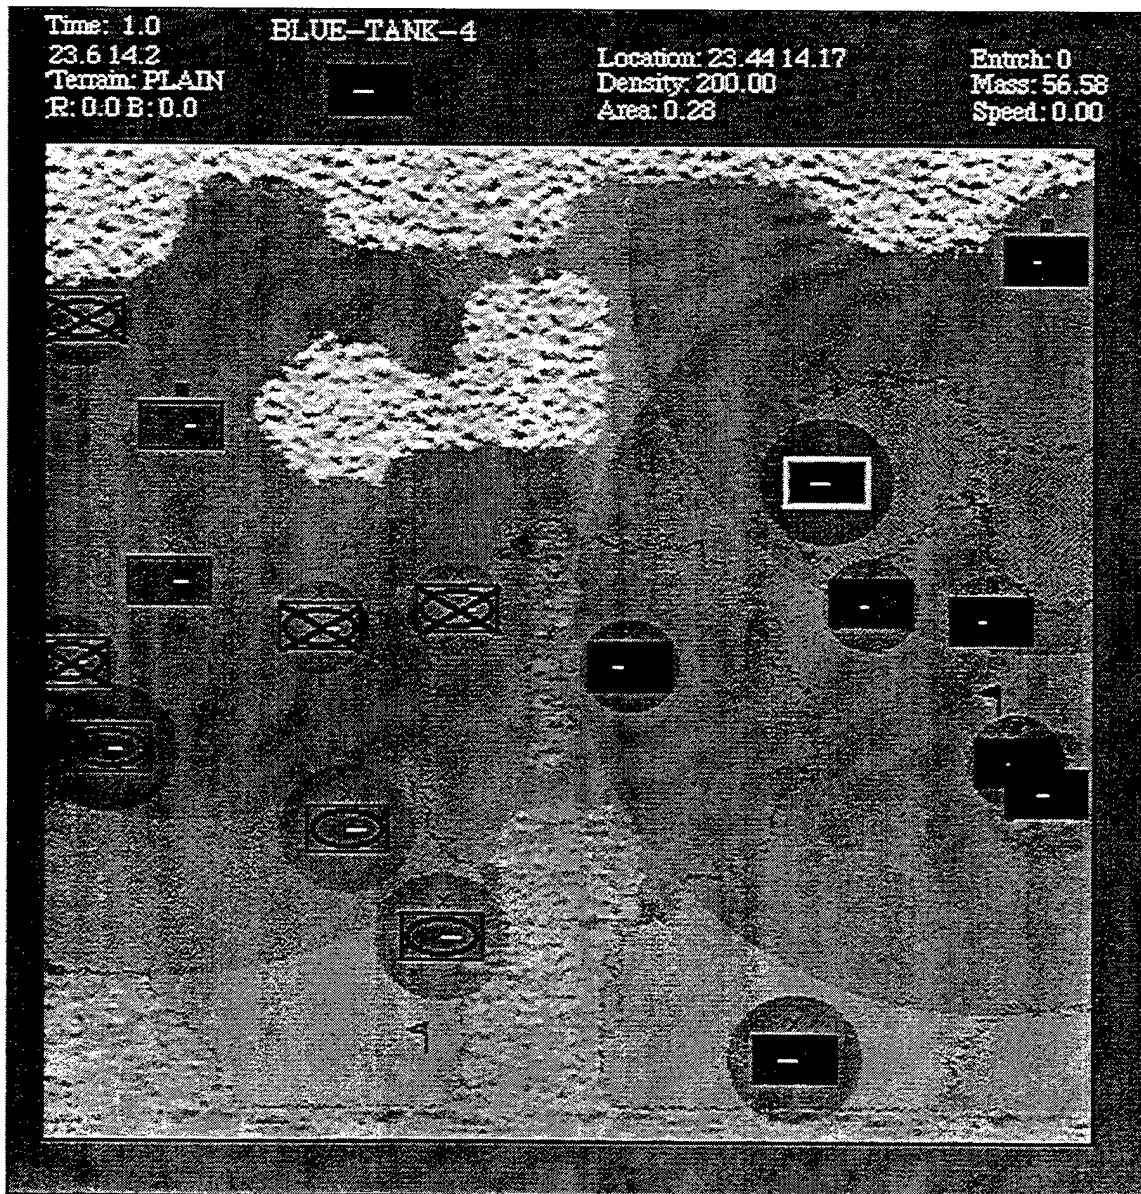 Time: 1.0
BLUE-TANK-4
23.6 14.2
Location: 23.44 14.17
Entrch: 0
Terrain: PLAIN
Density: 200.00
Mass: 56.58
R: 0.0 B: 0.0
Area: 0.28
Speed: 0.00